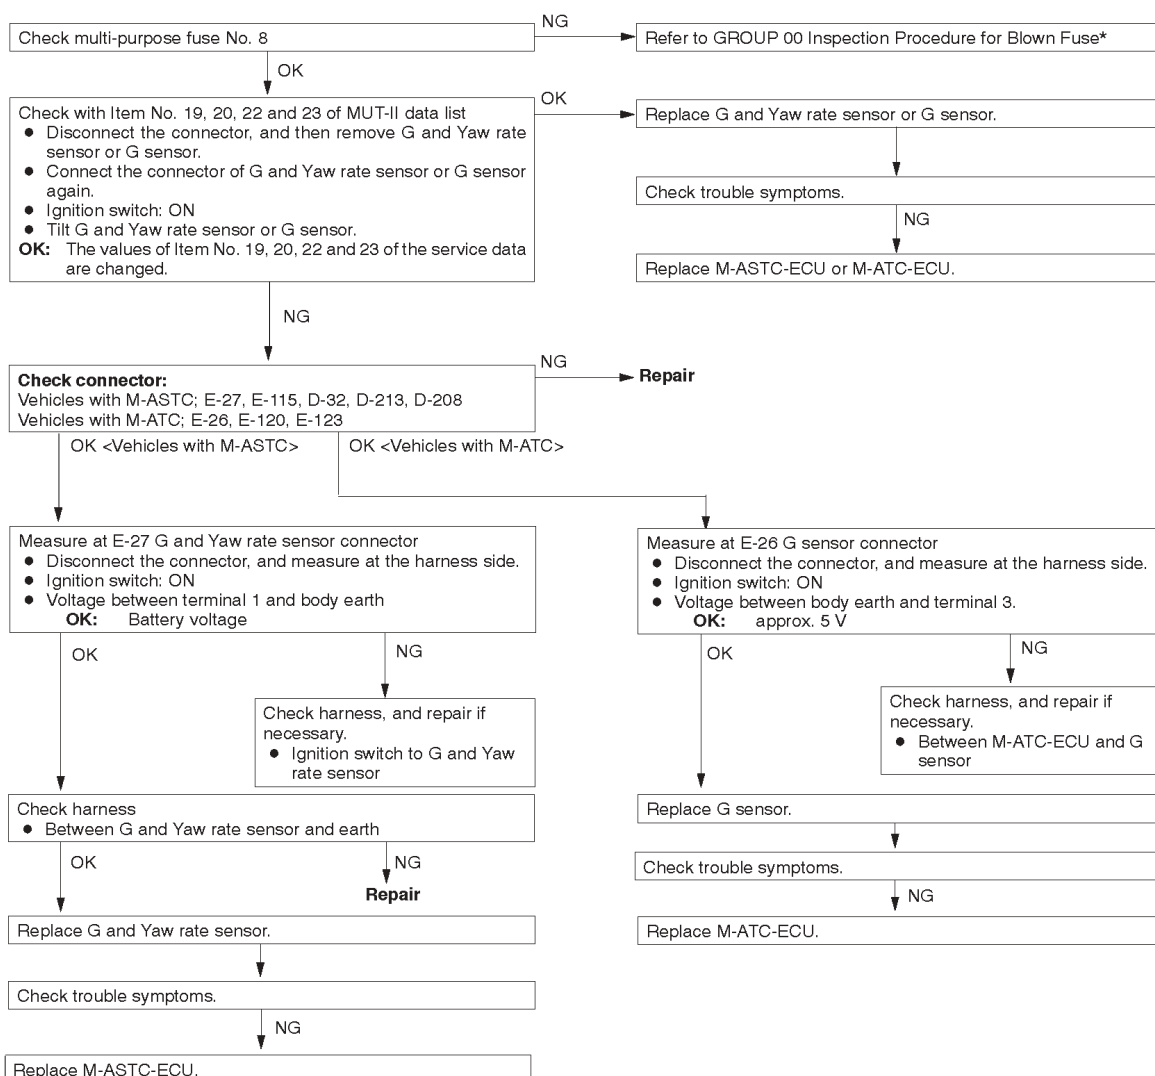 Check multi-purpose fuse No. 8
NG
Refer to GROUP 00 Inspection Procedure for Blown Fuse*
OK
Check with Item No. 19, 20, 22 and 23 of MUT-II data list
● Disconnect the connector, and then remove G and Yaw rate
sensor or G sensor.
● Connect the connector of G and Yaw rate sensor or G sensor
again.
● Ignition switch: ON
● Tilt G and Yaw rate sensor or G sensor.
OK: The values of Item No. 19, 20, 22 and 23 of the service data
are changed.
OK
Replace G and Yaw rate sensor or G sensor.
Check trouble symptoms.
NG
Replace M-ASTC-ECU or M-ATC-ECU.
NG
Check connector:
Vehicles with M-ASTC; E-27, E-115, D-32, D-213, D-208
Vehicles with M-ATC; E-26, E-120, E-123
NG
Repair
OK <Vehicles with M-ASTC>
OK <Vehicles with M-ATC>
Measure at E-27 G and Yaw rate sensor connector
● Disconnect the connector, and measure at the harness side.
● Ignition switch: ON
● Voltage between terminal 1 and body earth
OK: Battery voltage
OK
NG
Check harness, and repair if
necessary.
● Ignition switch to G and Yaw
rate sensor
Check harness
● Between G and Yaw rate sensor and earth
OK
NG
Repair
Replace G and Yaw rate sensor.
Check trouble symptoms.
NG
Replace M-ASTC-ECU.
Measure at E-26 G sensor connector
● Disconnect the connector, and measure at the harness side.
● Ignition switch: ON
● Voltage between body earth and terminal 3.
OK: approx. 5 V
OK
NG
Check harness, and repair if
necessary.
● Between M-ATC-ECU and G
sensor
Replace G sensor.
Check trouble symptoms.
NG
Replace M-ATC-ECU.